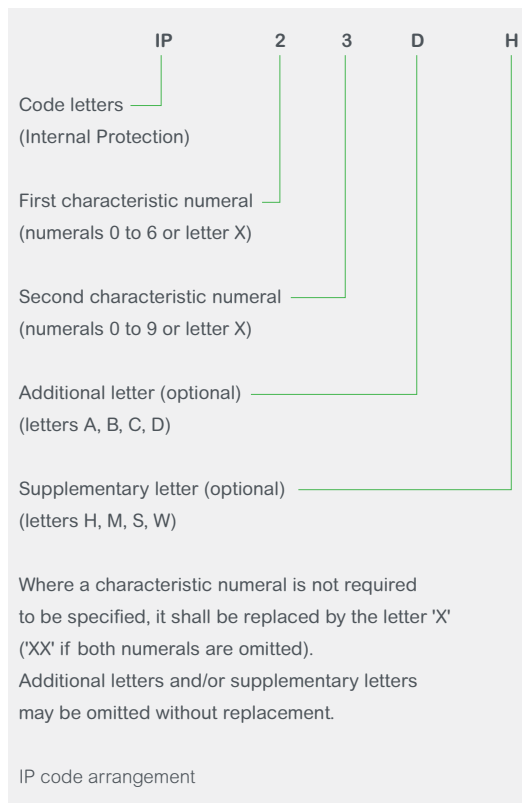 IP 2 3 D H
Code letters
(Internal Protection)
First characteristic numeral
(numerals 0 to 6 or letter X)
Second characteristic numeral
(numerals 0 to 9 or letter X)
Additional letter (optional)
(letters A, B, C, D)
Supplementary letter (optional)
(letters H, M, S, W)
Where a characteristic numeral is not required
to be specified, it shall be replaced by the letter 'X'
('XX' if both numerals are omitted).
Additional letters and/or supplementary letters
may be omitted without replacement.
IP code arrangement